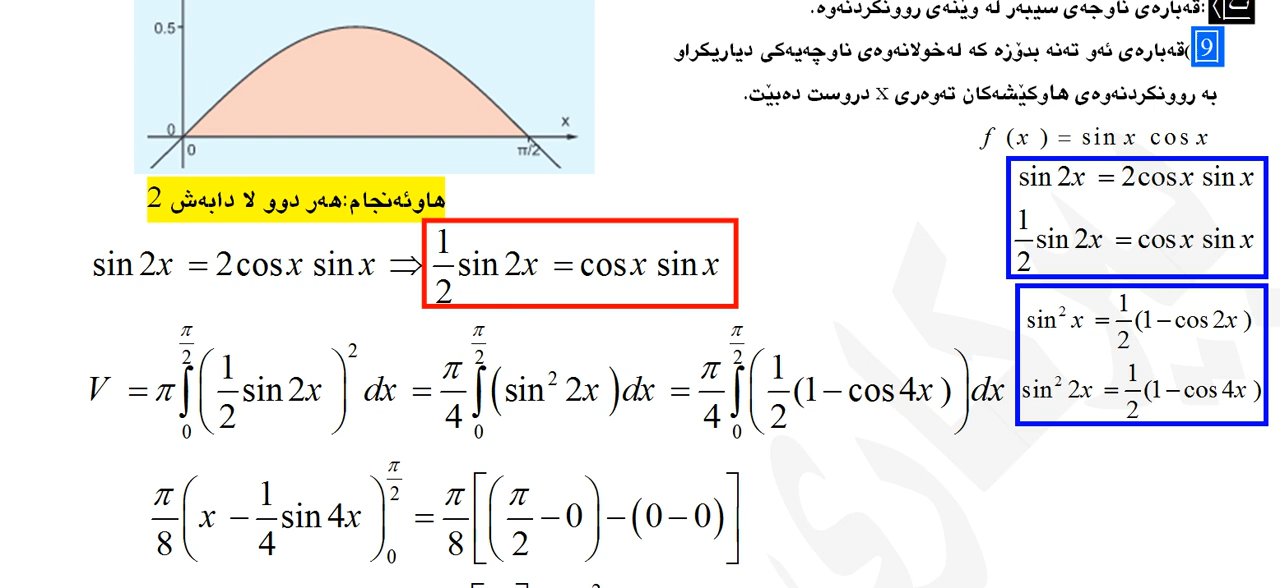 :قەبارەی ناوچەی سیبەر لە وێنەی روونکردنەوە.
9)قەبارەی ئەو تەنە بدۆزە کە لەخولانەوەی ناوچەیەکی دیاریکراو
بە روونکردنەوەی هاوکێشەکان تەوەری x دروست دەبێت.
f (x) = sin x cos x
0.5
0
0
π/2
x
sin 2x = 2cos x sin x
1/2 sin 2x = cos x sin x
هاوئەنجام:هەر دوو لا دابەش 2
sin 2x = 2cos x sin x ⇒ 1/2 sin 2x = cos x sin x
sin² x = 1/2 (1 − cos 2x)
sin² 2x = 1/2 (1 − cos 4x)
V = π ∫₀^(π/2) (1/2 sin 2x)² dx = π/4 ∫₀^(π/2) (sin² 2x) dx = π/4 ∫₀^(π/2) (1/2 (1 − cos 4x)) dx
π/8 (x − 1/4 sin 4x)₀^(π/2) = π/8 [(π/2 − 0) − (0 − 0)]